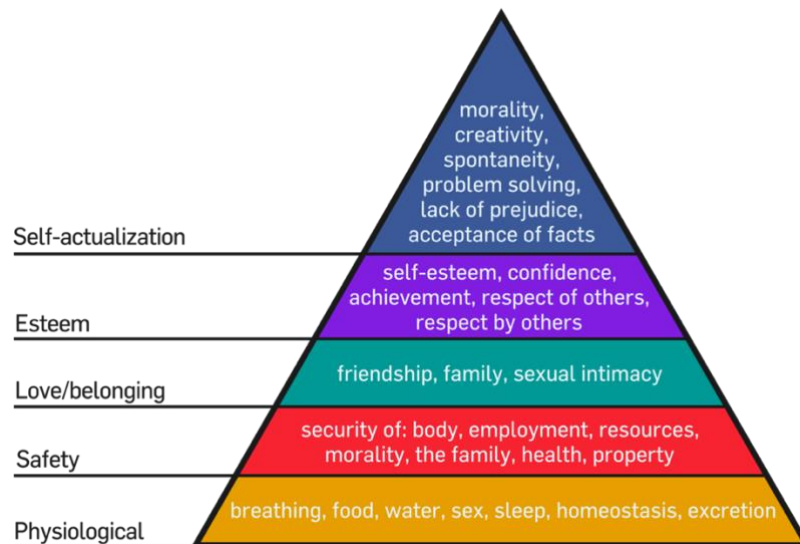 morality,
creativity,
spontaneity,
problem solving,
lack of prejudice,
acceptance of facts
Self-actualization
self-esteem, confidence,
achievement, respect of others,
respect by others
Esteem
friendship, family, sexual intimacy
Love/belonging
security of: body, employment, resources,
morality, the family, health, property
Safety
breathing, food, water, sex, sleep, homeostasis, excretion
Physiological